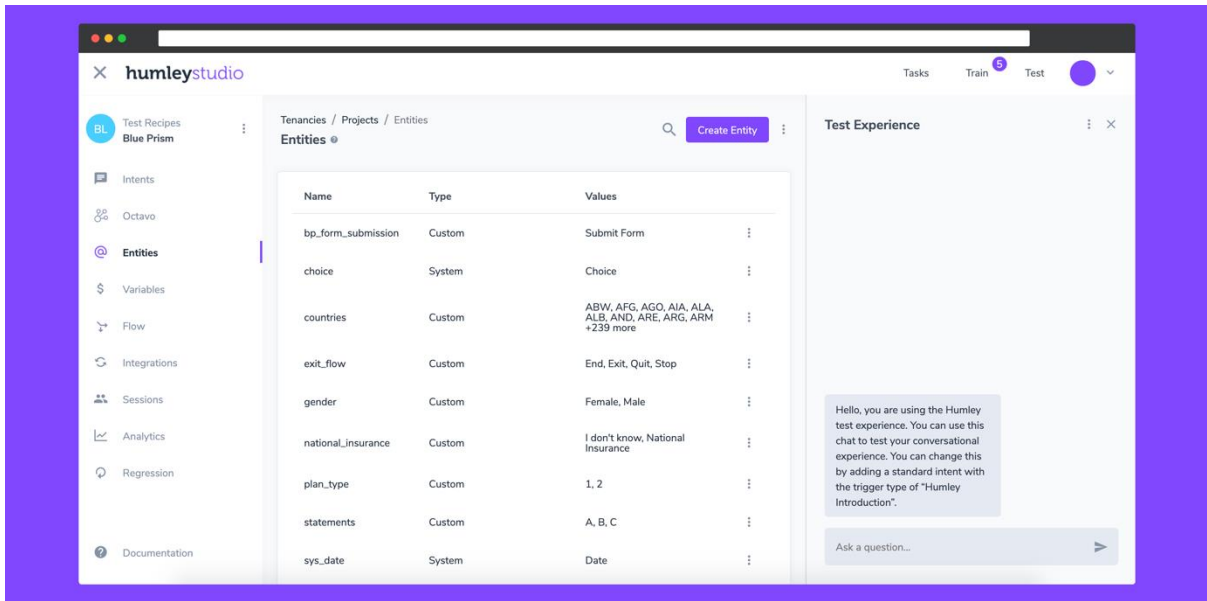 humleystudio
Tasks
Train
5
Test
BL
Test Recipes
Blue Prism
Intents
Octavo
Entities
Variables
Flow
Integrations
Sessions
Analytics
Regression
Documentation
Tenancies / Projects / Entities
Entities
Create Entity
Name Type Values
bp_form_submission Custom Submit Form
choice System Choice
countries Custom ABW, AFG, AGO, AIA, ALA,
ALB, AND, ARE, ARG, ARM
+239 more
exit_flow Custom End, Exit, Quit, Stop
gender Custom Female, Male
national_insurance Custom I don't know, National
Insurance
plan_type Custom 1, 2
statements Custom A, B, C
sys_date System Date
Test Experience
Hello, you are using the Humley
test experience. You can use this
chat to test your conversational
experience. You can change this
by adding a standard intent with
the trigger type of “Humley
Introduction”.
Ask a question...